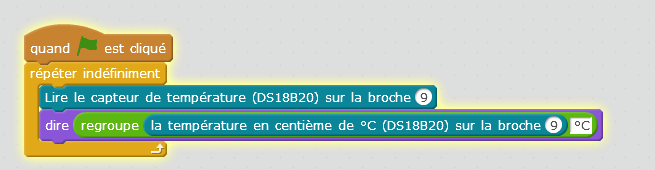 quand est cliqué
répéter indéfiniment
Lire le capteur de température (DS18B20) sur la broche 9
dire regroupe la température en centième de °C (DS18B20) sur la broche 9 °C